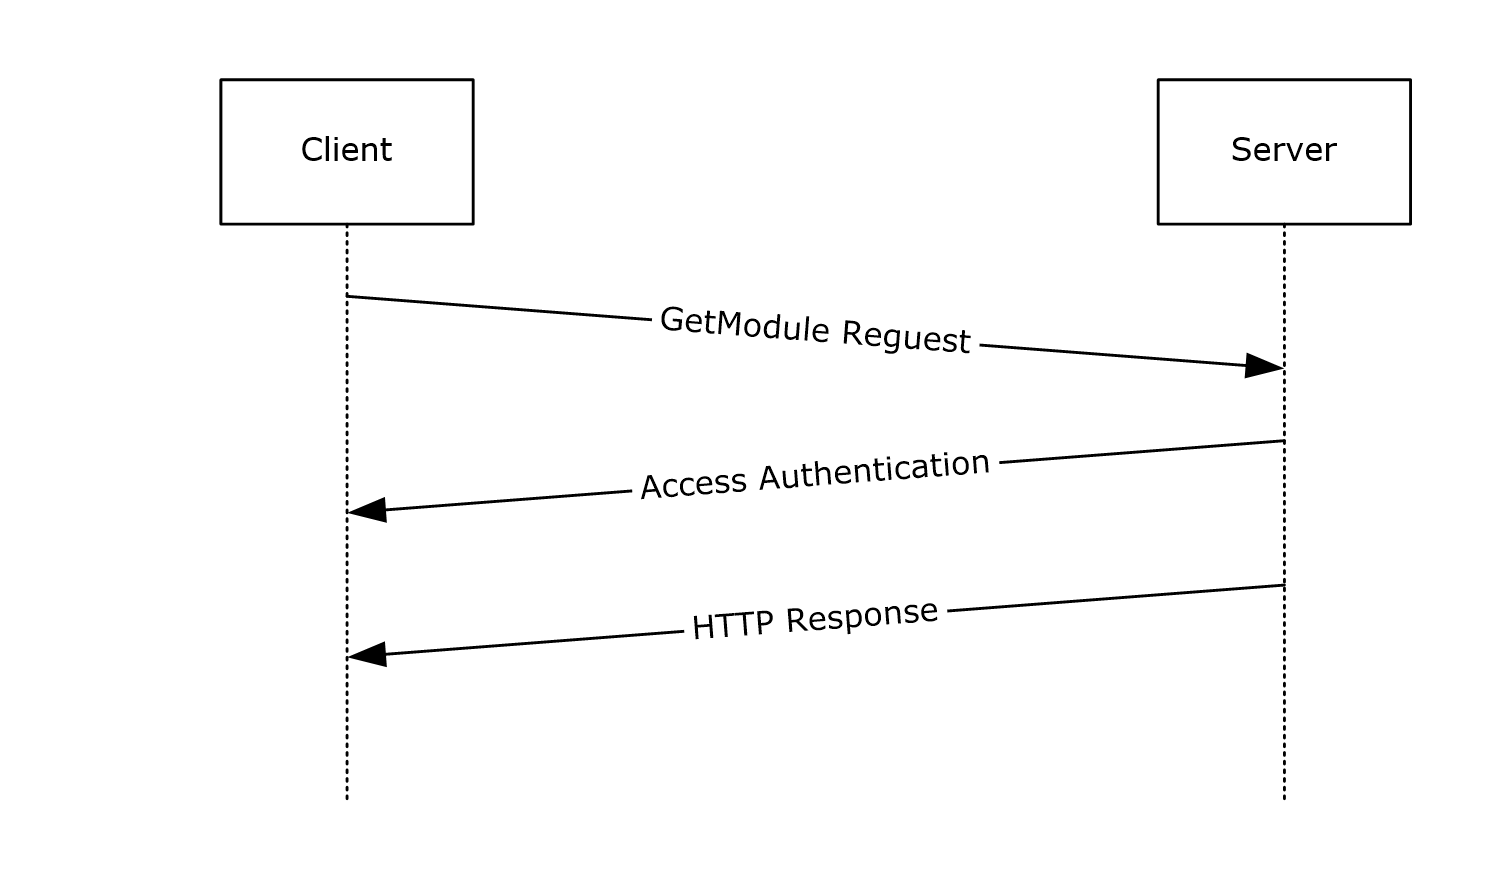 Client
Server
GetModule Reguest
Access Authentication
HTTP Response